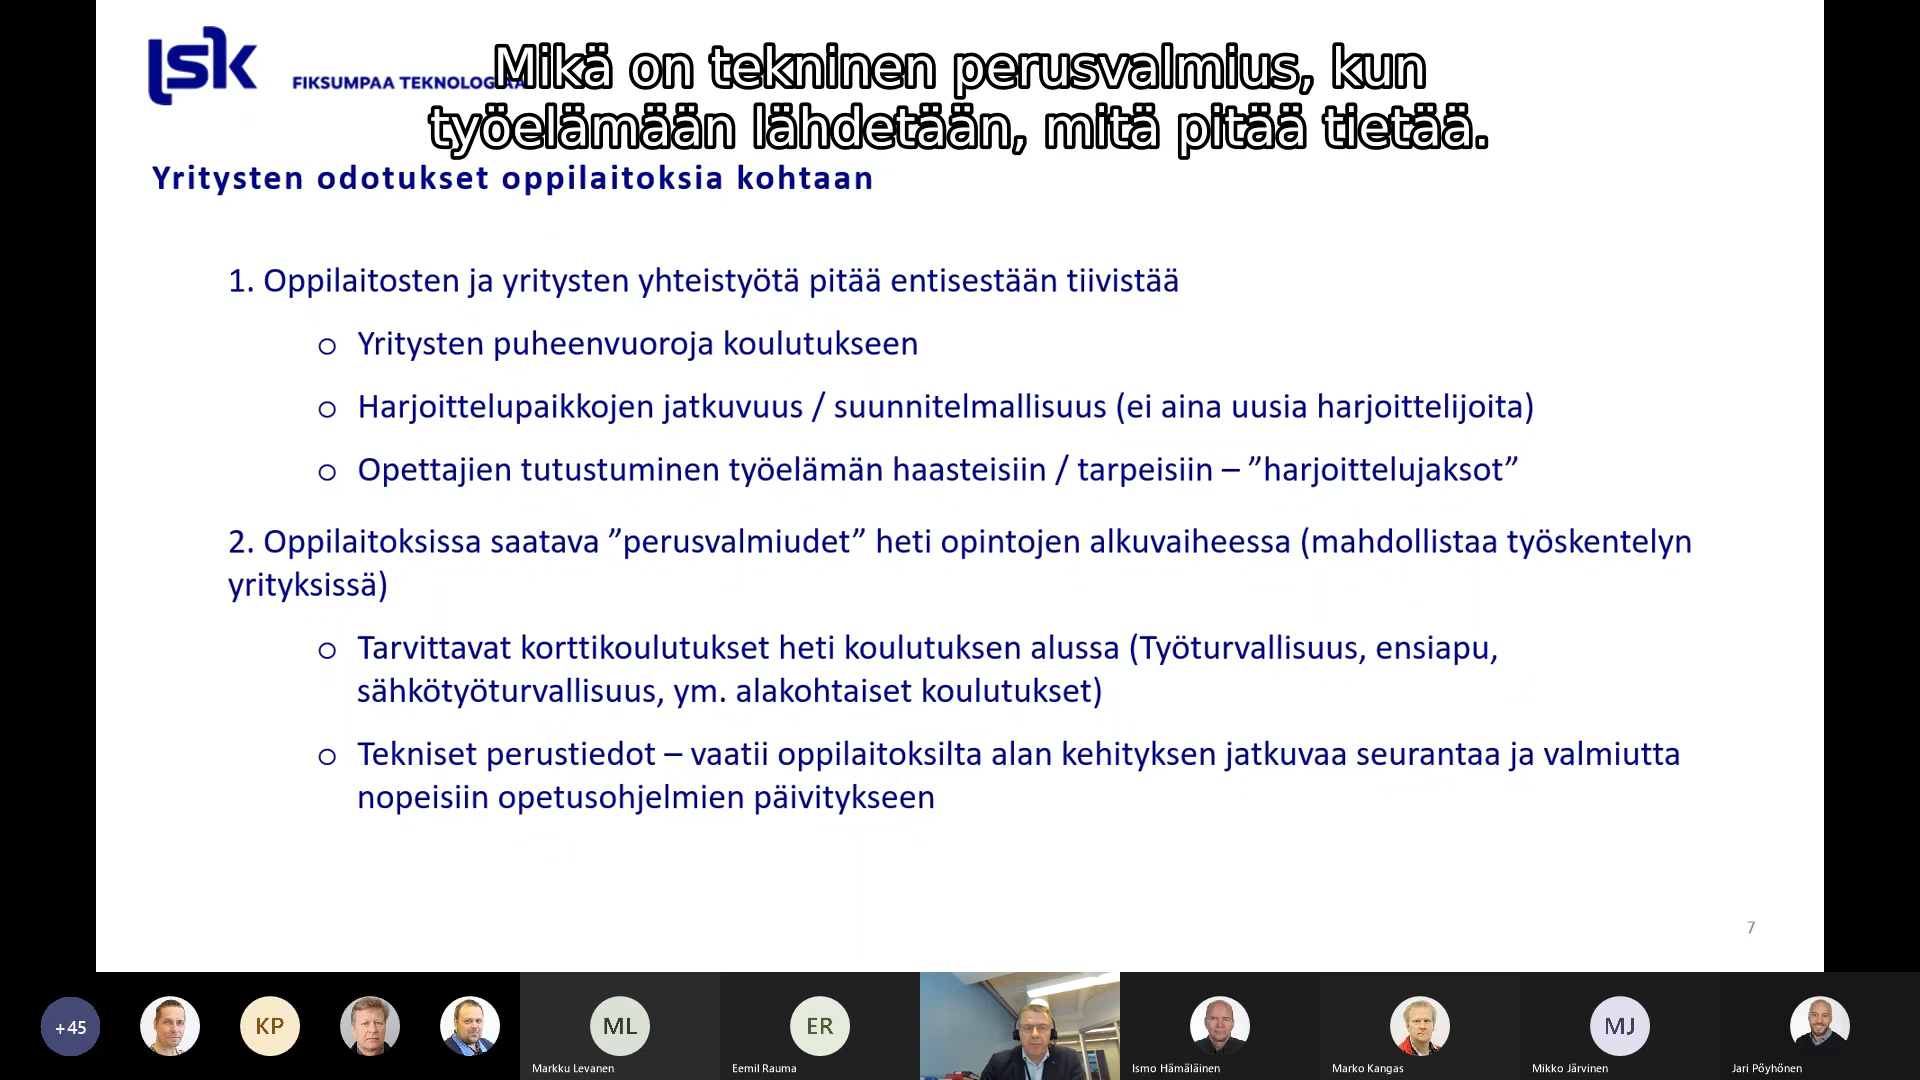 lsk
FIKSUMPAA TEKNOLOGIAA
Mikä on tekninen perusvalmius, kun
työelämään lähdetään, mitä pitää tietää.
Yritysten odotukset oppilaitoksia kohtaan
1. Oppilaitosten ja yritysten yhteistyötä pitää entisestään tiivistää
o Yritysten puheenvuoroja koulutukseen
o Harjoittelupaikkojen jatkuvuus / suunnitelmallisuus (ei aina uusia harjoittelijoita)
o Opettajien tutustuminen työelämän haasteisiin / tarpeisiin – ”harjoittelujaksot”
2. Oppilaitoksissa saatava ”perusvalmiudet” heti opintojen alkuvaiheessa (mahdollistaa työskentelyn
yrityksissä)
o Tarvittavat korttikoulutukset heti koulutuksen alussa (Työturvallisuus, ensiapu,
sähkötyöturvallisuus, ym. alakohtaiset koulutukset)
o Tekniset perustiedot – vaatii oppilaitoksilta alan kehityksen jatkuvaa seurantaa ja valmiutta
nopeisiin opetusohjelmien päivitykseen
7
+45
KP
ML
ER
MJ
Markku Levanen
Eemil Rauma
Ismo Hämäläinen
Marko Kangas
Mikko Järvinen
Jari Pöyhönen